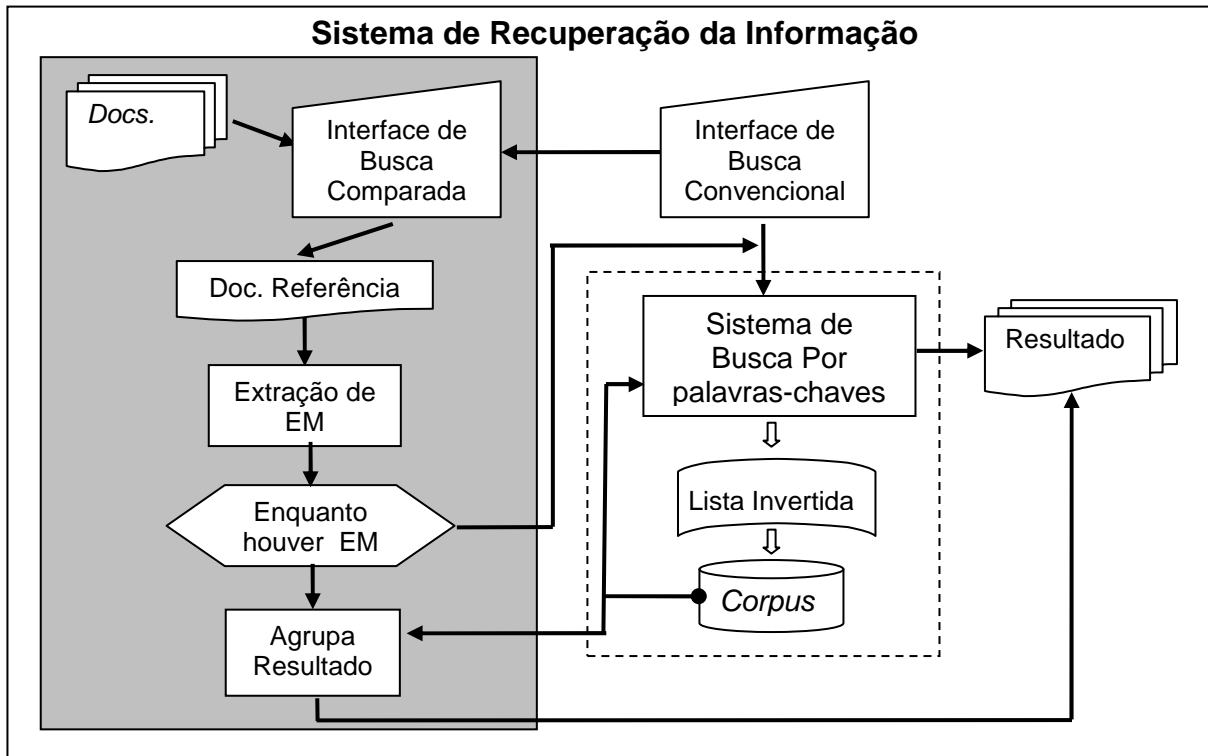 Sistema de Recuperação da Informação
Docs.
Interface de
Busca
Comparada
Interface de
Busca
Convencional
Doc. Referência
Sistema de
Busca Por
palavras-chaves
Resultado
Extração de
EM
Lista Invertida
Enquanto
houver EM
Corpus
Agrupa
Resultado